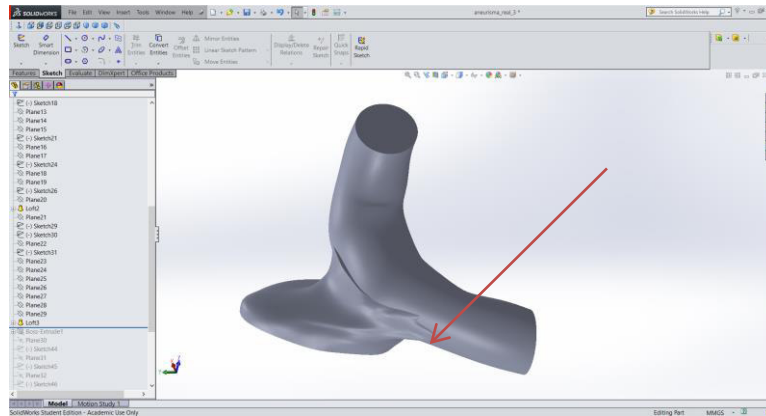 SOLIDWORKS File Edit View Insert Tools Window Help aneurisma_real_3 * Search SolidWorks Help
Sketch Smart Dimension Trim Entities Convert Entities Offset Entities Mirror Entities Linear Sketch Pattern Move Entities Display/Delete Relations Repair Sketch Quick Snaps Rapid Sketch
Features Sketch Evaluate DimXpert Office Products
(-) Sketch18
Plane13
Plane14
Plane15
(-) Sketch21
Plane16
Plane17
(-) Sketch24
Plane18
Plane19
(-) Sketch26
Plane20
Loft2
Plane21
(-) Sketch29
(-) Sketch30
(-) Sketch31
Plane22
Plane23
Plane24
Plane25
Plane26
Plane27
Plane28
Plane29
Loft3
Boss-Extrude1
Plane30
(-) Sketch44
Plane31
(-) Sketch45
Plane32
(-) Sketch46
Model Motion Study 1
SolidWorks Student Edition - Academic Use Only Editing Part MMGS